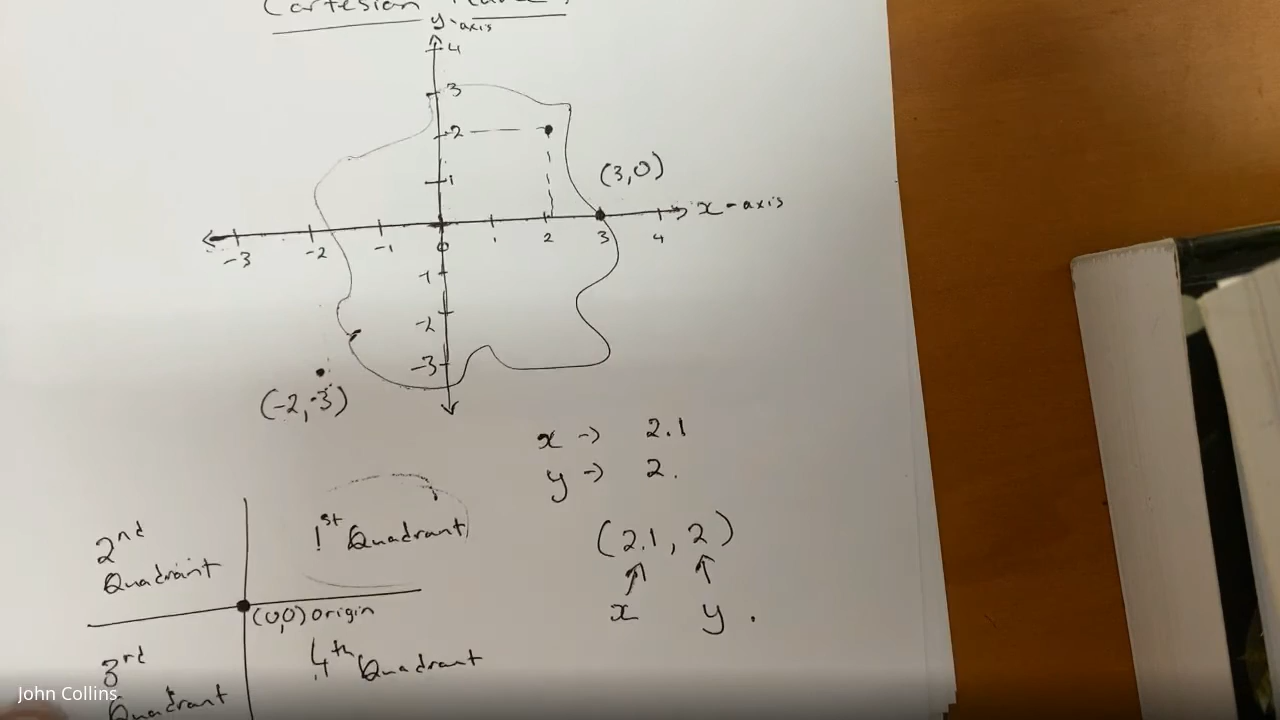 Cartesian
y-axis
4
3
2
1
(3,0)
x-axis
-3 -2 -1 0 1 2 3 4
-1
-2
-3
(-2,-3)
x -> 2.1
y -> 2.
(2.1, 2)
x y.
2nd
Quadrant
1st Quadrant
(0,0) origin
3rd
Quadrant
4th Quadrant
John Collins